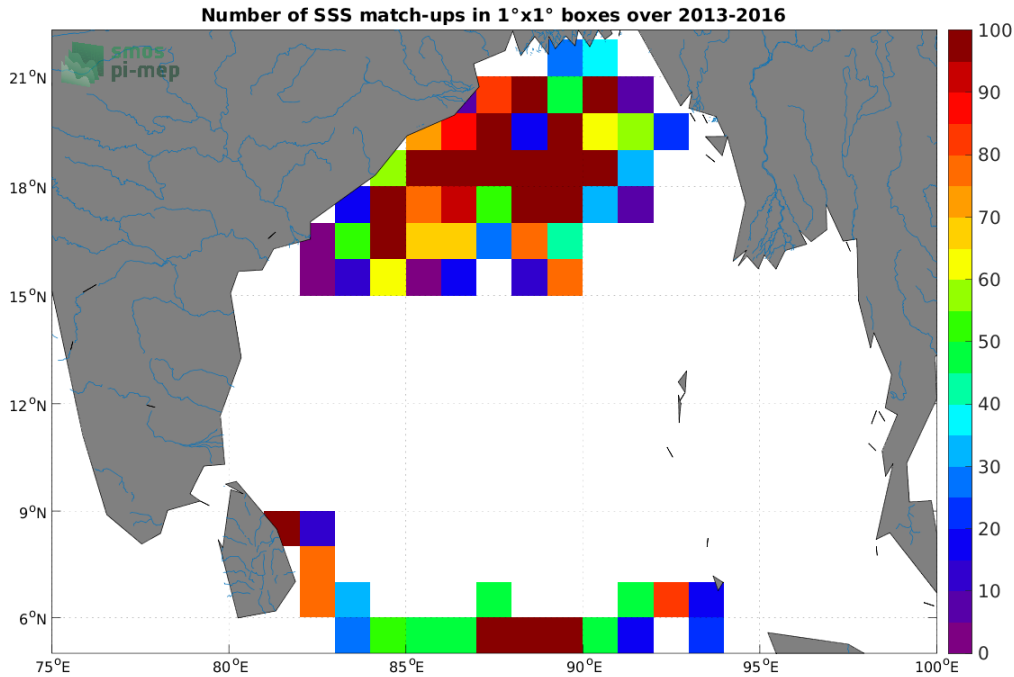 Number of SSS match-ups in 1°x1° boxes over 2013-2016
smos
pi-mep
21°N
18°N
15°N
12°N
9°N
6°N
75°E 80°E 85°E 90°E 95°E 100°E
100
90
80
70
60
50
40
30
20
10
0